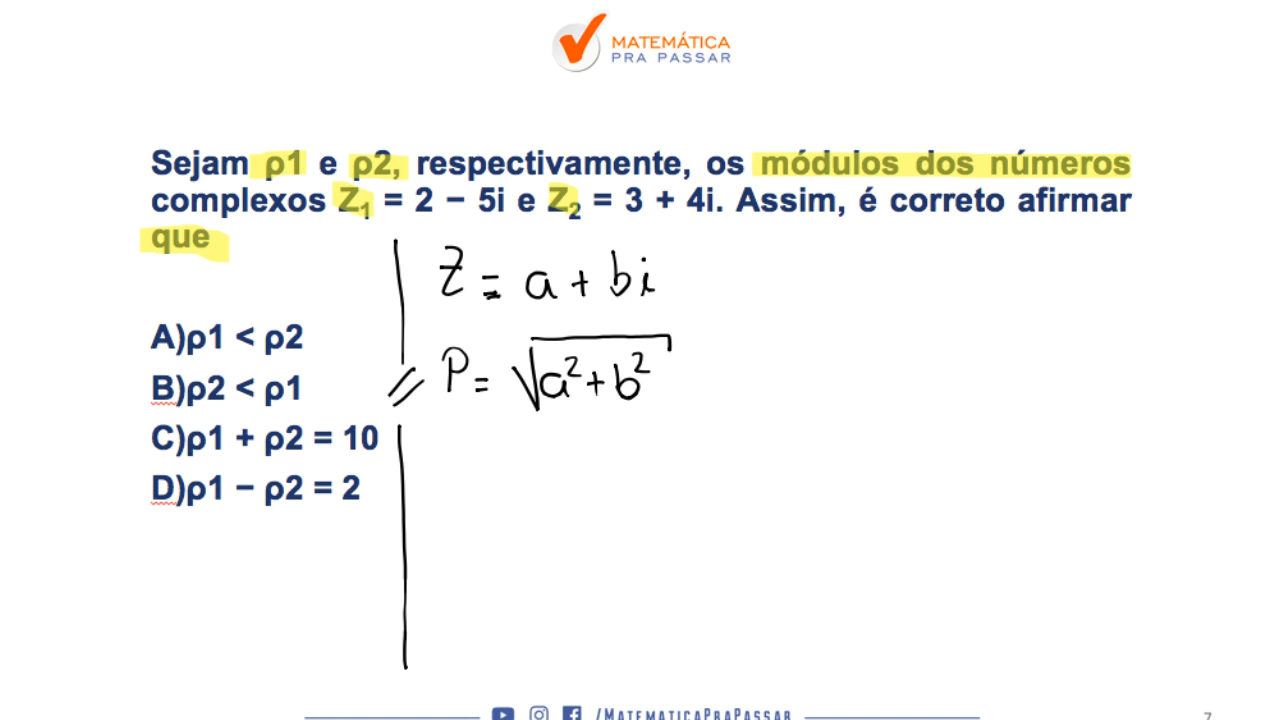 MATEMÁTICA
PRA PASSAR
Sejam ρ1 e ρ2, respectivamente, os módulos dos números
complexos Z₁ = 2 − 5i e Z₂ = 3 + 4i. Assim, é correto afirmar
que
Z = a + bi
A)ρ1 < ρ2
P = √a²+b²
B)ρ2 < ρ1
C)ρ1 + ρ2 = 10
D)ρ1 − ρ2 = 2
/MATEMATICAPRAPASSAR
7